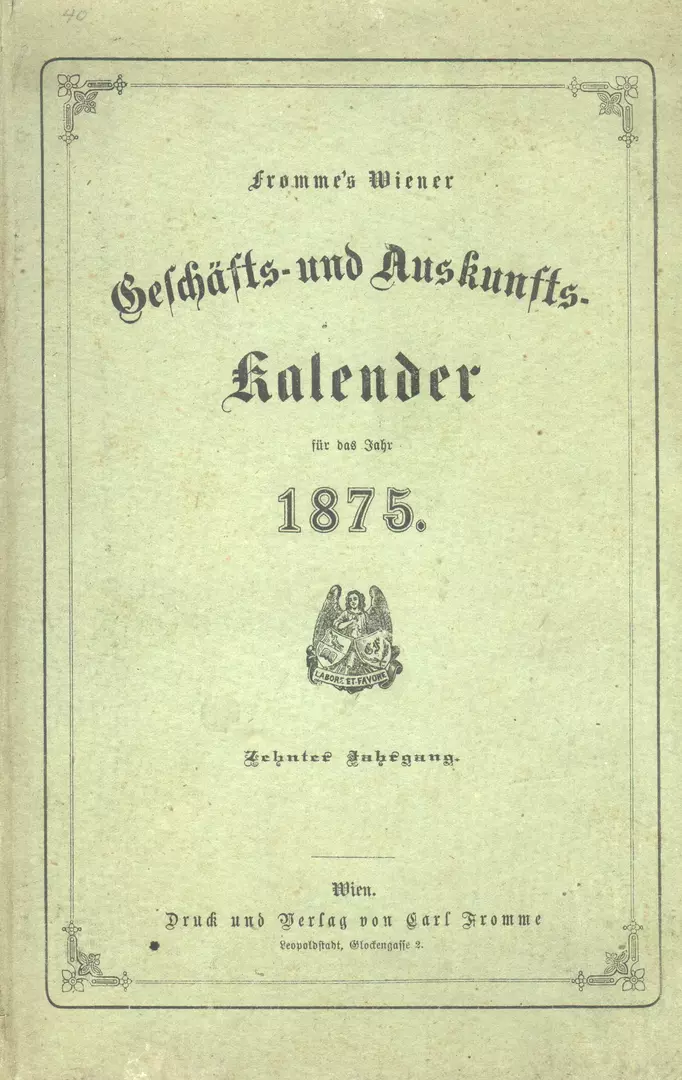 40
Fromme's Wiener
Geschäfts- und Auskunfts-
Kalender
für das Jahr
1875.
LABORE ET FAVORE
Zehnter Jahrgang.
Wien.
Druck und Verlag von Carl Fromme
Leopoldstadt, Glockengasse 2.